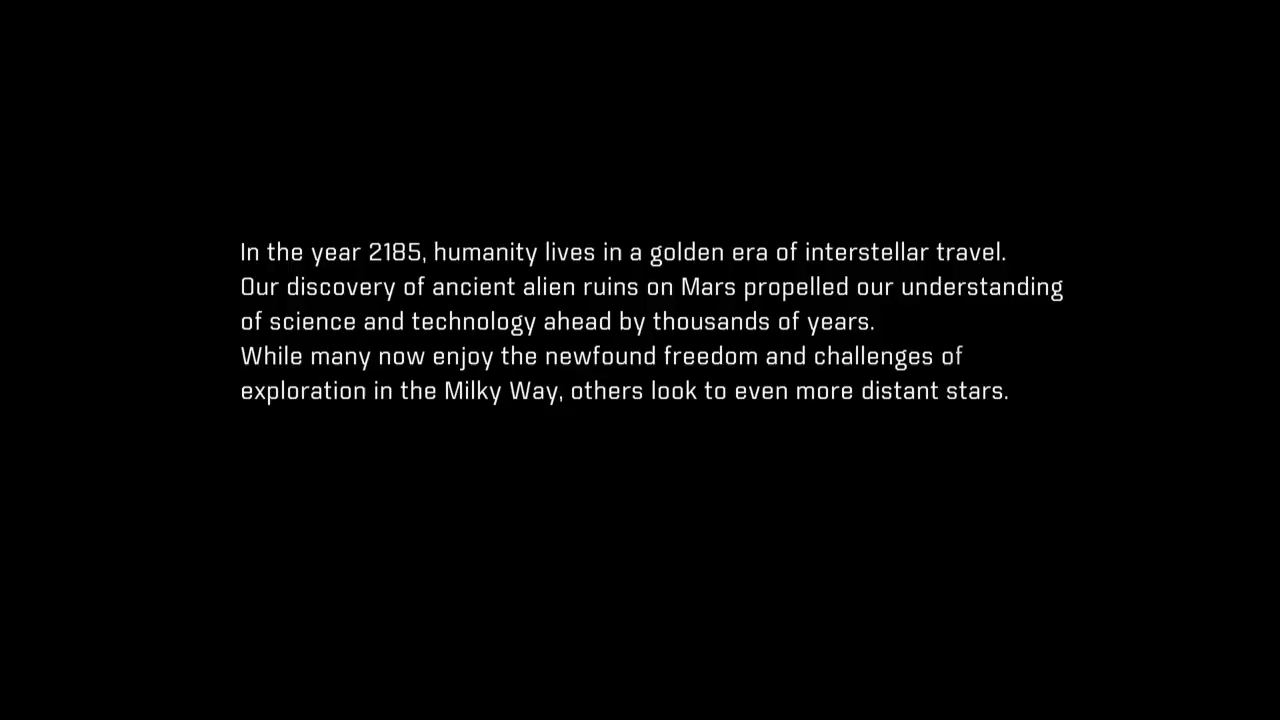 In the year 2185, humanity lives in a golden era of interstellar travel.
Our discovery of ancient alien ruins on Mars propelled our understanding
of science and technology ahead by thousands of years.
While many now enjoy the newfound freedom and challenges of
exploration in the Milky Way, others look to even more distant stars.